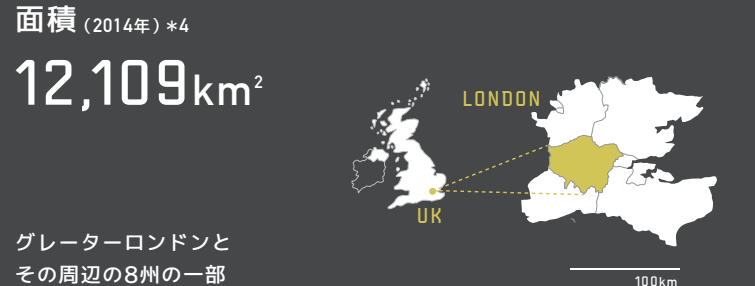 面積 (2014年) *4
12,109km²
LONDON
UK
グレーターロンドンと
その周辺の8州の一部
100km